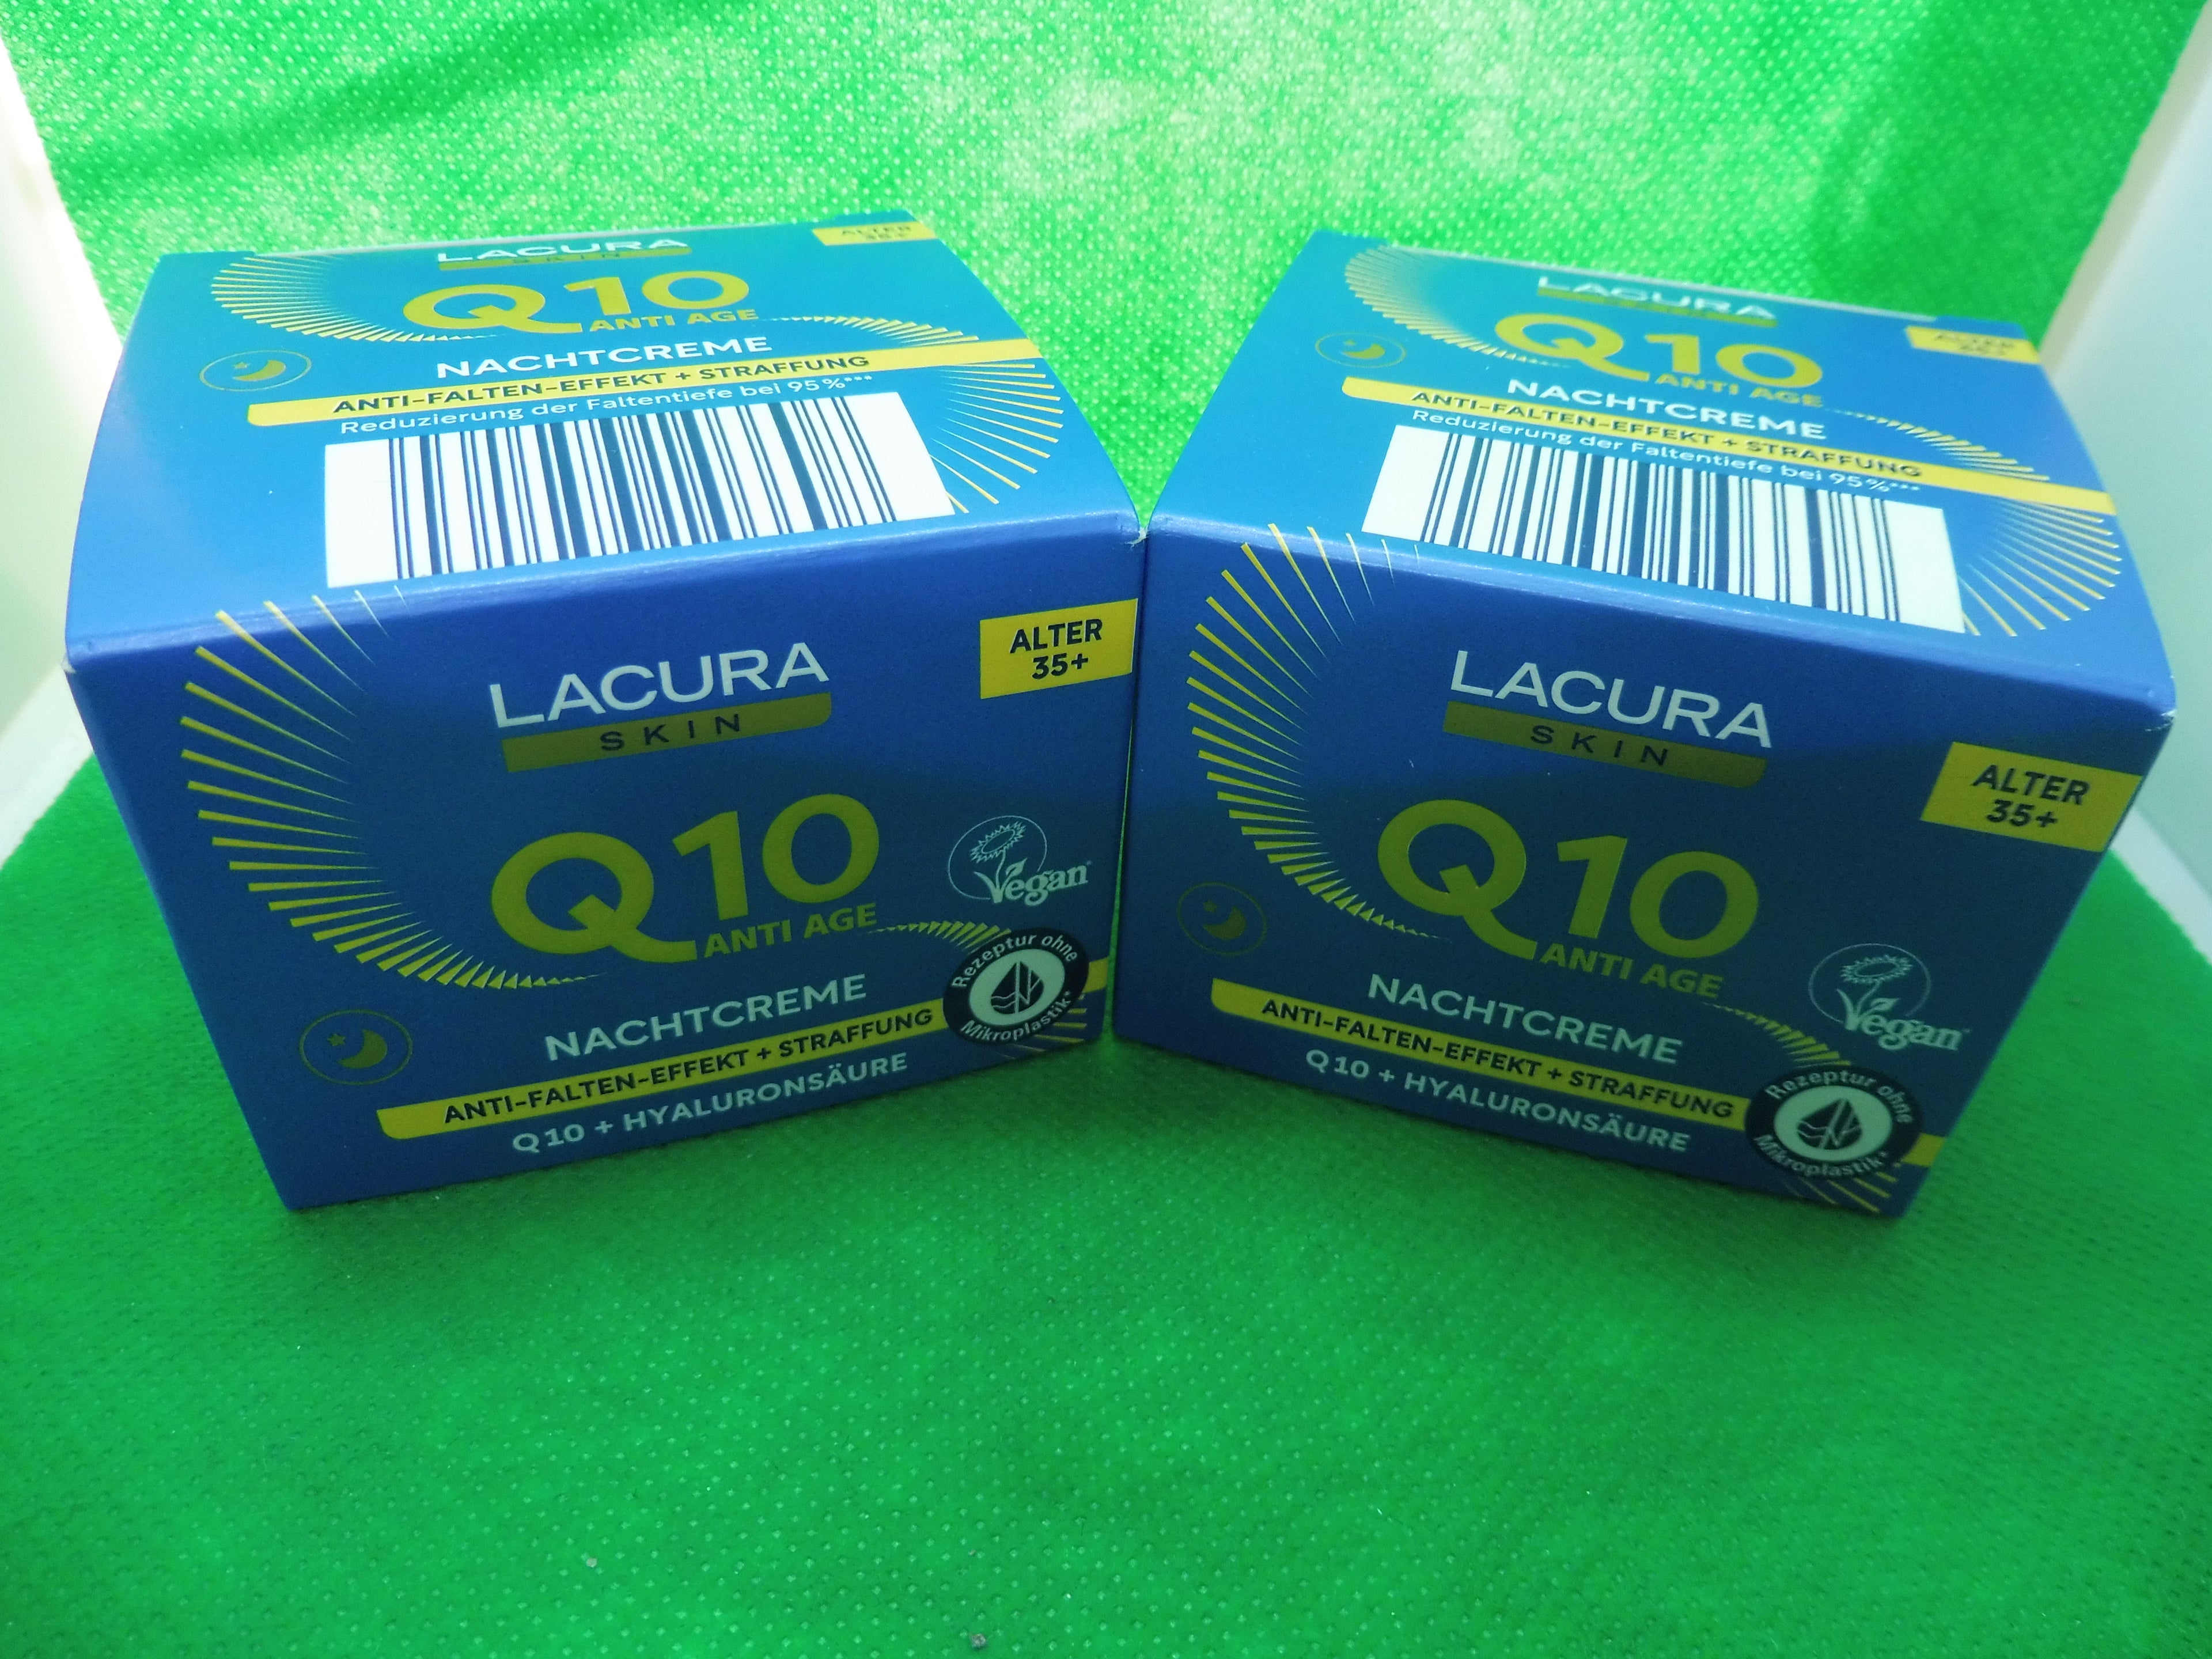 LACURA
SKIN
Q10
ANTI AGE
ALTER
35+
NACHTCREME
ANTI-FALTEN-EFFEKT + STRAFFUNG
Reduzierung der Faltentiefe bei 95%***
LACURA
SKIN
ALTER
35+
Q10
ANTI AGE
Vegan
NACHTCREME
ANTI-FALTEN-EFFEKT + STRAFFUNG
Q10 + HYALURONSÄURE
Rezeptur ohne
Mikroplastik*
LACURA
Q10
ANTI AGE
NACHTCREME
ANTI-FALTEN-EFFEKT + STRAFFUNG
Reduzierung der Faltentiefe bei 95%***
LACURA
SKIN
ALTER
35+
Q10
ANTI AGE
Vegan
NACHTCREME
ANTI-FALTEN-EFFEKT + STRAFFUNG
Q10 + HYALURONSÄURE
Rezeptur ohne
Mikroplastik*